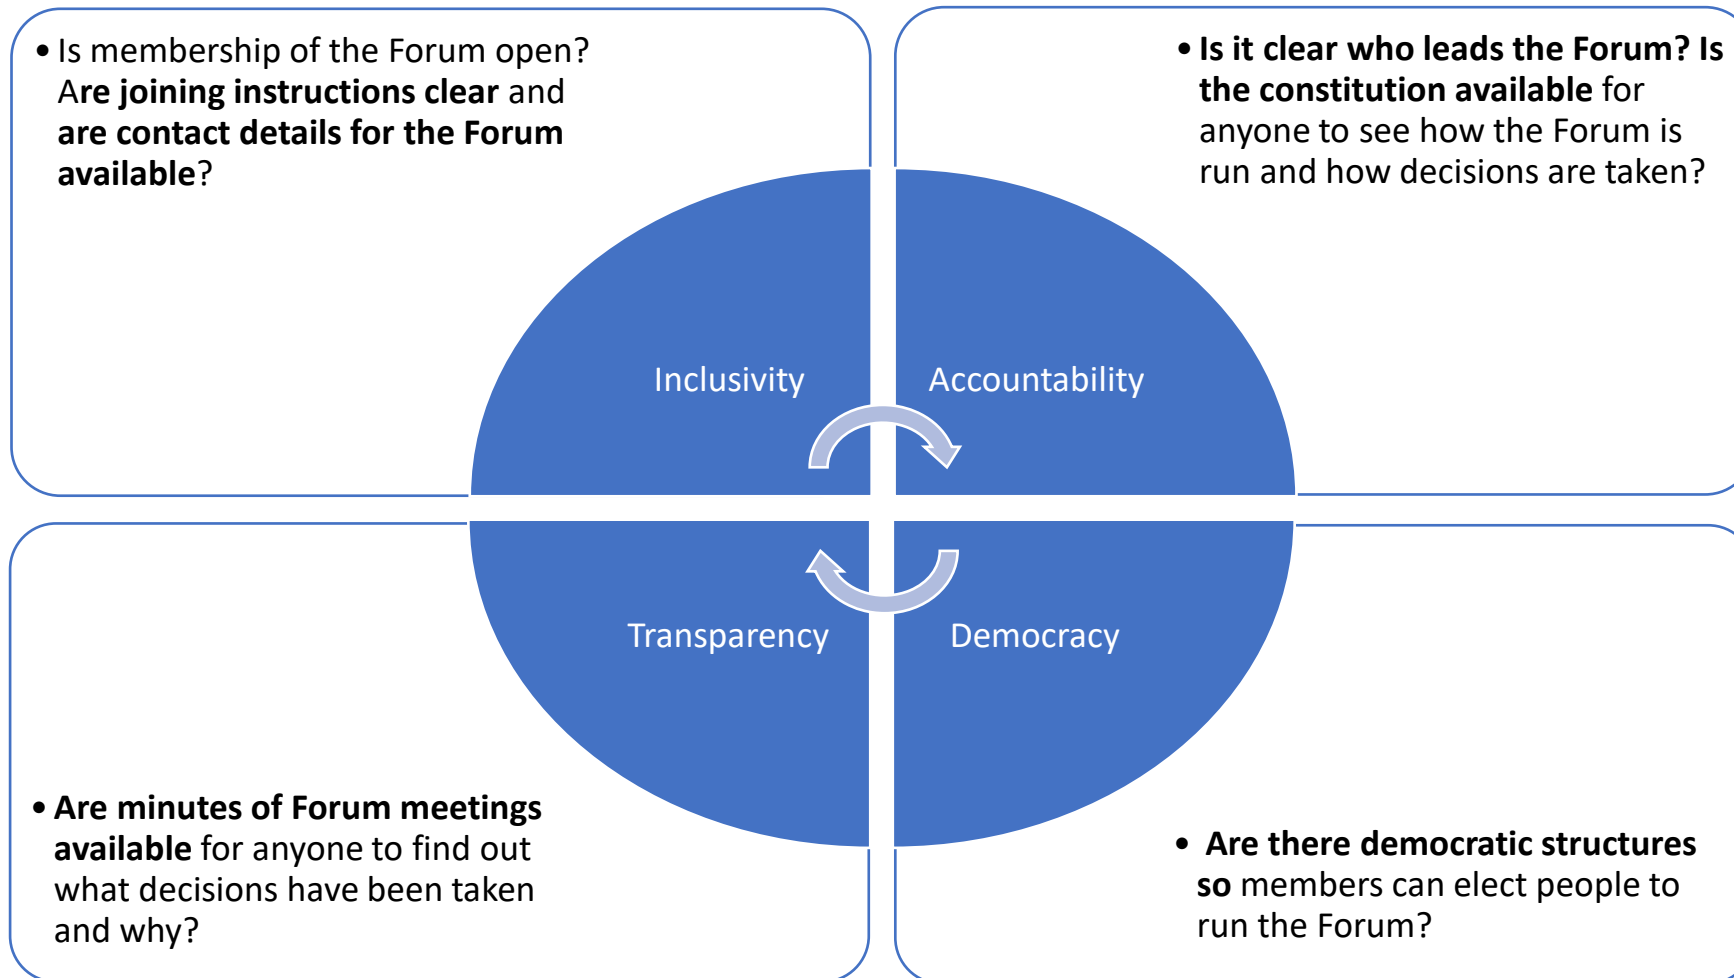 • Is membership of the Forum open?
Are joining instructions clear and
are contact details for the Forum
available?
• Is it clear who leads the Forum? Is
the constitution available for
anyone to see how the Forum is
run and how decisions are taken?
Inclusivity
Accountability
Transparency
Democracy
• Are minutes of Forum meetings
available for anyone to find out
what decisions have been taken
and why?
• Are there democratic structures
so members can elect people to
run the Forum?